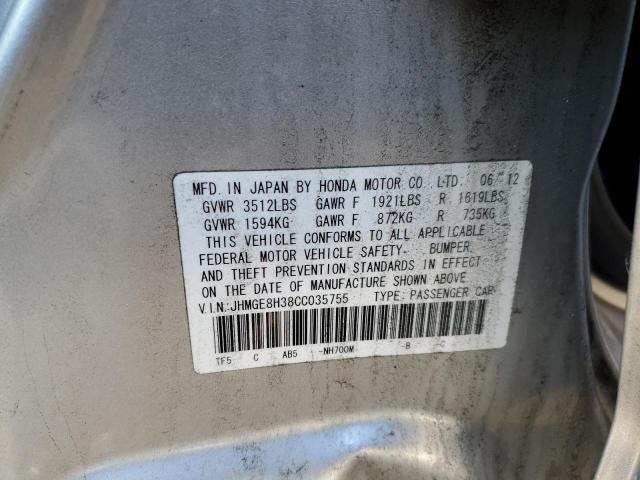 MFD. IN JAPAN BY HONDA MOTOR CO., LTD. 06/12
GVWR 3512LBS GAWR F 1921LBS R 1619LBS
GVWR 1594KG GAWR F 872KG R 735KG
THIS VEHICLE CONFORMS TO ALL APPLICABLE
FEDERAL MOTOR VEHICLE SAFETY, BUMPER,
AND THEFT PREVENTION STANDARDS IN EFFECT
ON THE DATE OF MANUFACTURE SHOWN ABOVE
V.I.N:JHMGE8H38CC035755 TYPE: PASSENGER CAR
TF5 C AB5 -NH700M -B -C